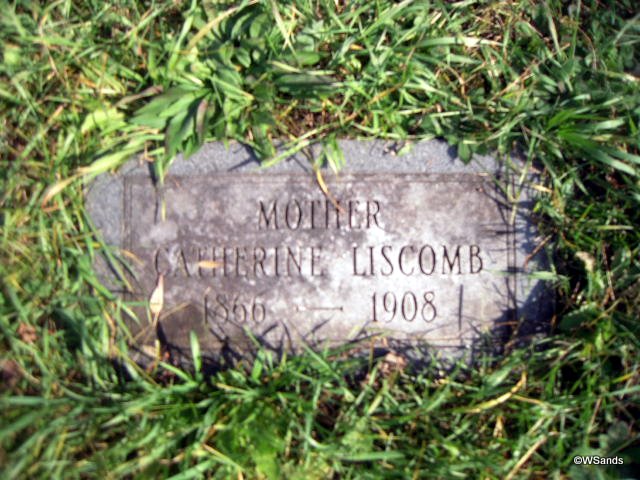 MOTHER
CATHERINE LISCOMB
1866 — 1908
©WSands